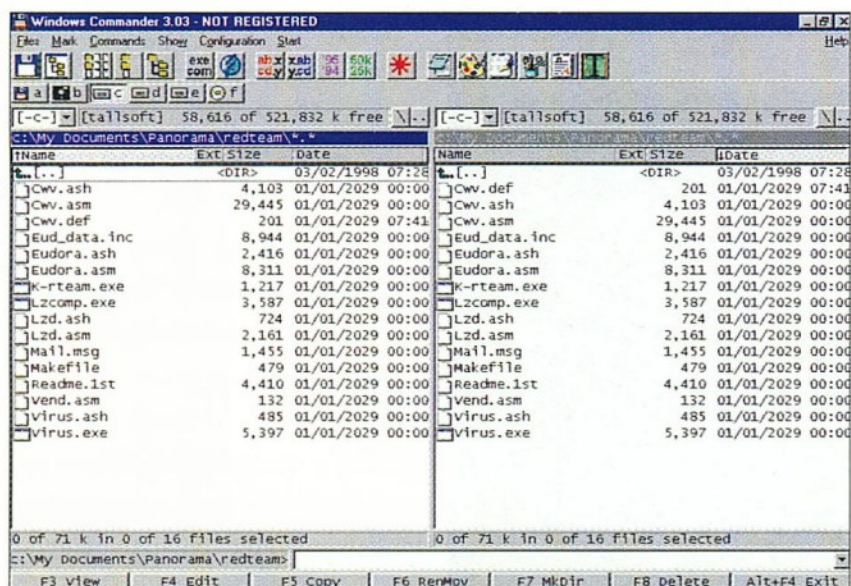 Windows Commander 3.03 - NOT REGISTERED
Files Mark Commands Show Configuration Start Help
exe com ab.x cd.y x.ab y.cd '95 '94 50k 25k
a b c d e f
[-c-] [tallsoft] 58,616 of 521,832 k free \ .. [-c-] [tallsoft] 58,616 of 521,832 k free \ ..
c:\My Documents\Panorama\redteam\*.* c:\My Documents\Panorama\redteam\*.*
↑Name Ext Size Date Name Ext Size ↓Date
[..] <DIR> 03/02/1998 07:28 [..] <DIR> 03/02/1998 07:28
Cwv.ash 4,103 01/01/2029 00:00 Cwv.def 201 01/01/2029 07:41
Cwv.asm 29,445 01/01/2029 00:00 Cwv.ash 4,103 01/01/2029 00:00
Cwv.def 201 01/01/2029 07:41 Cwv.asm 29,445 01/01/2029 00:00
Eud_data.inc 8,944 01/01/2029 00:00 Eud_data.inc 8,944 01/01/2029 00:00
Eudora.ash 2,416 01/01/2029 00:00 Eudora.ash 2,416 01/01/2029 00:00
Eudora.asm 8,311 01/01/2029 00:00 Eudora.asm 8,311 01/01/2029 00:00
K-rteam.exe 1,217 01/01/2029 00:00 K-rteam.exe 1,217 01/01/2029 00:00
Lzcomp.exe 3,587 01/01/2029 00:00 Lzcomp.exe 3,587 01/01/2029 00:00
Lzd.ash 724 01/01/2029 00:00 Lzd.ash 724 01/01/2029 00:00
Lzd.asm 2,161 01/01/2029 00:00 Lzd.asm 2,161 01/01/2029 00:00
Mail.msg 1,455 01/01/2029 00:00 Mail.msg 1,455 01/01/2029 00:00
Makefile 479 01/01/2029 00:00 Makefile 479 01/01/2029 00:00
Readme.1st 4,410 01/01/2029 00:00 Readme.1st 4,410 01/01/2029 00:00
Vend.asm 132 01/01/2029 00:00 Vend.asm 132 01/01/2029 00:00
Virus.ash 485 01/01/2029 00:00 Virus.ash 485 01/01/2029 00:00
Virus.exe 5,397 01/01/2029 00:00 Virus.exe 5,397 01/01/2029 00:00
0 of 71 k in 0 of 16 files selected 0 of 71 k in 0 of 16 files selected
c:\My Documents\Panorama\redteam>
F3 View F4 Edit F5 Copy F6 RenMov F7 MkDir F8 Delete Alt+F4 Exit